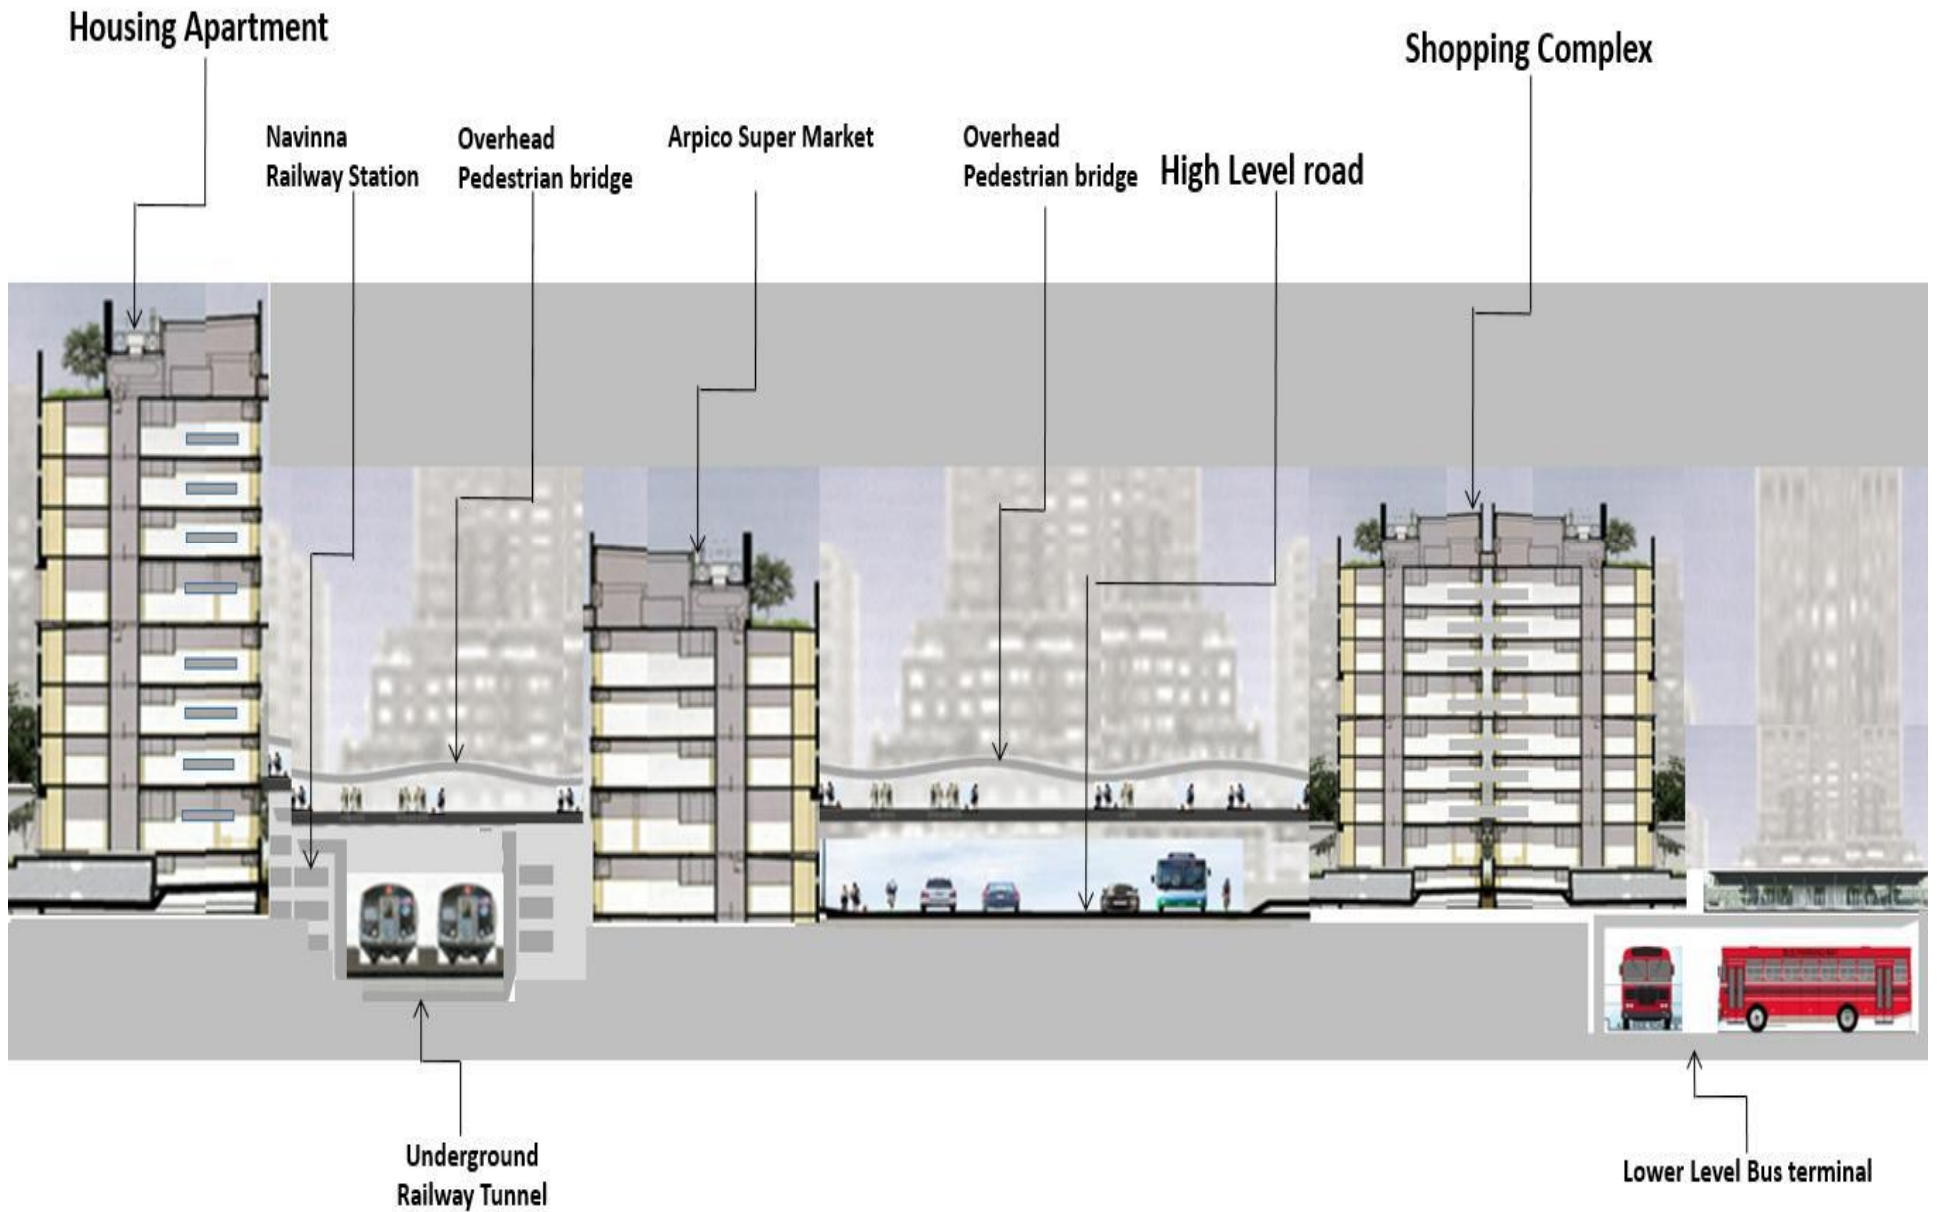 Housing Apartment
Shopping Complex
Navinna
Railway Station
Overhead
Pedestrian bridge
Arpico Super Market
Overhead
Pedestrian bridge
High Level road
Underground
Railway Tunnel
Lower Level Bus terminal